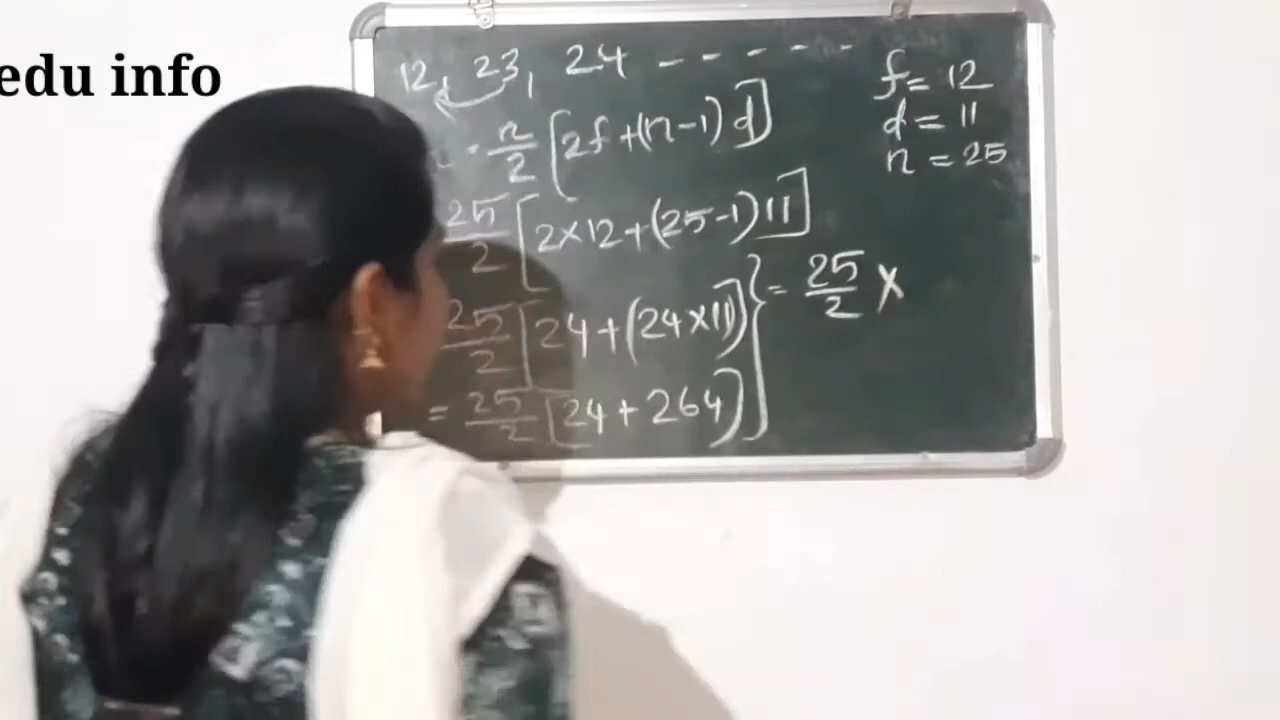 edu info
12, 23, 24 - - - - - -
f = 12
d = 11
n = 25
n/2 [2f + (n-1) d]
25/2 [2×12 + (25-1) 11]
25/2 [24 + (24×11)]
= 25/2 [24 + 264]
} = 25/2 ×